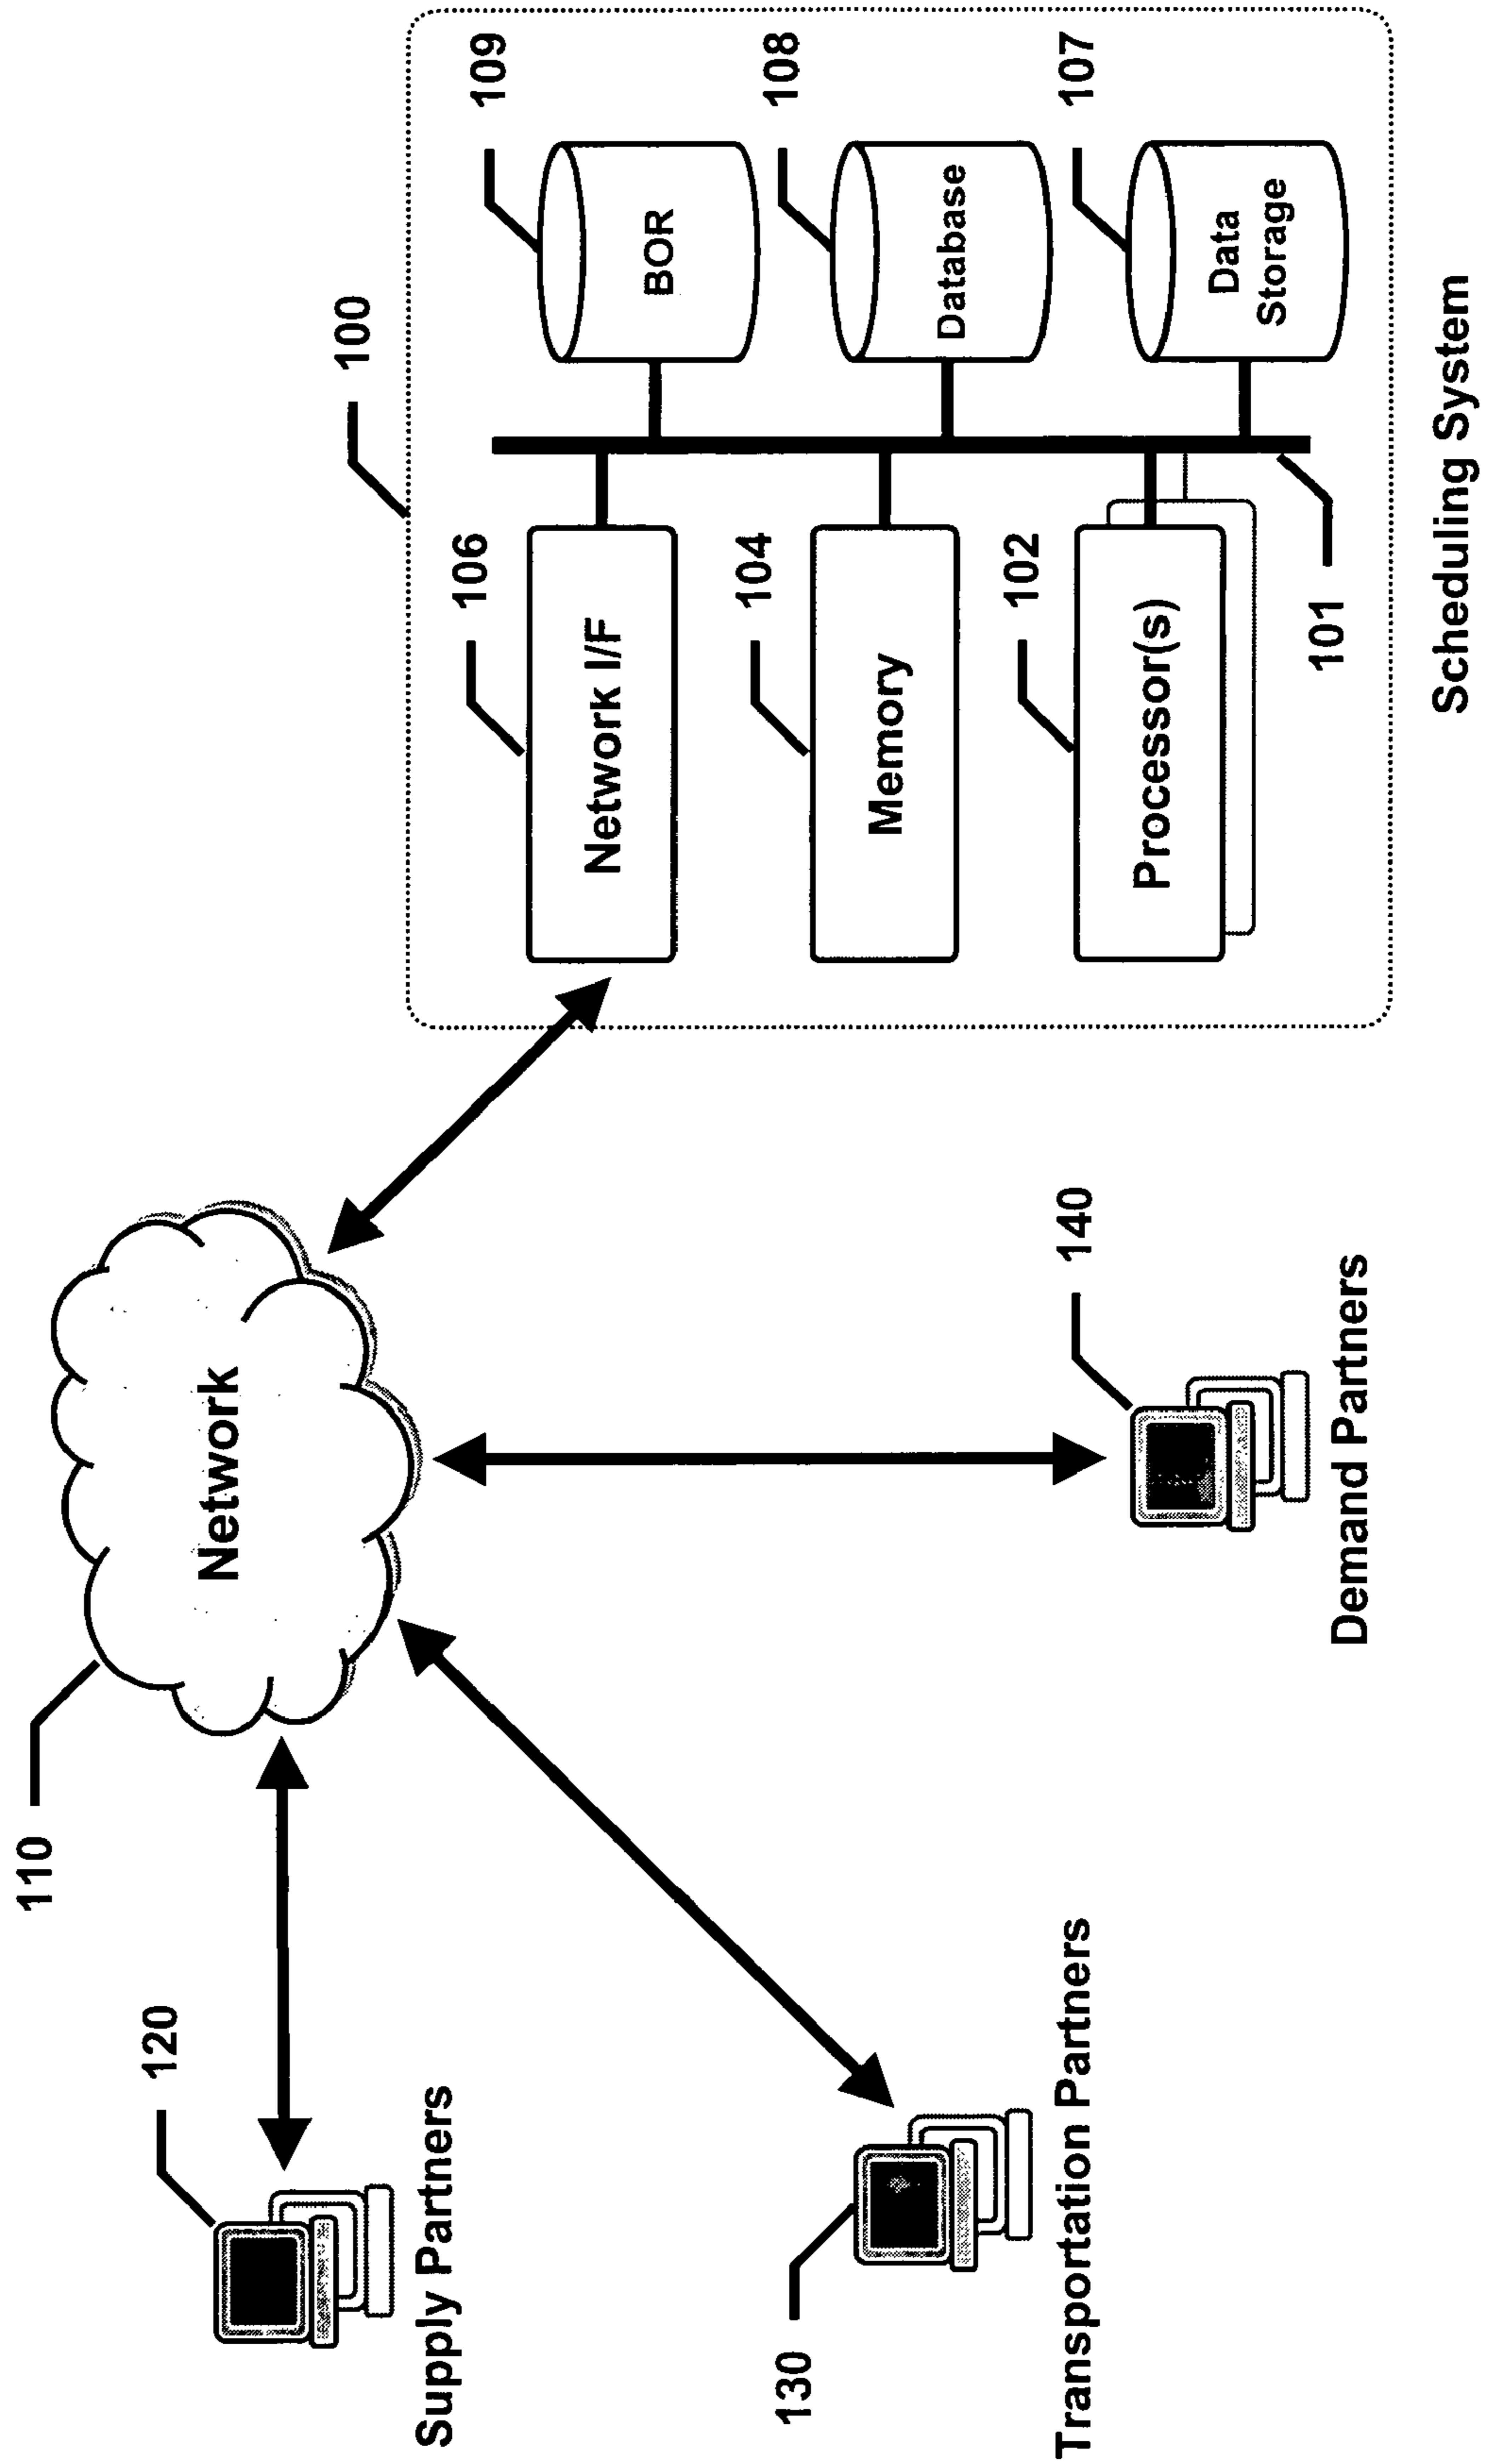 110
Network
120
Supply Partners
130
Transportation Partners
140
Demand Partners
100
106
Network I/F
109
BOR
104
Memory
108
Database
102
Processor(s)
107
Data
Storage
101
Scheduling System